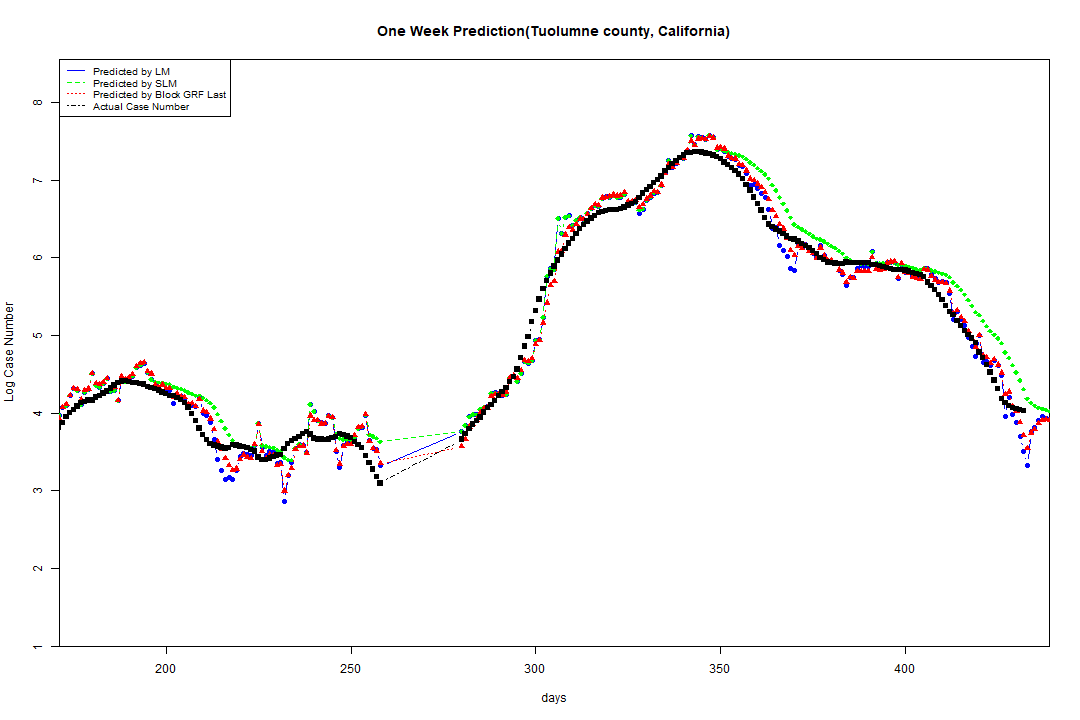 One Week Prediction(Tuolumne county, California)
Predicted by LM
Predicted by SLM
Predicted by Block GRF Last
Actual Case Number
Log Case Number
8
7
6
5
4
3
2
1
200 250 300 350 400
days